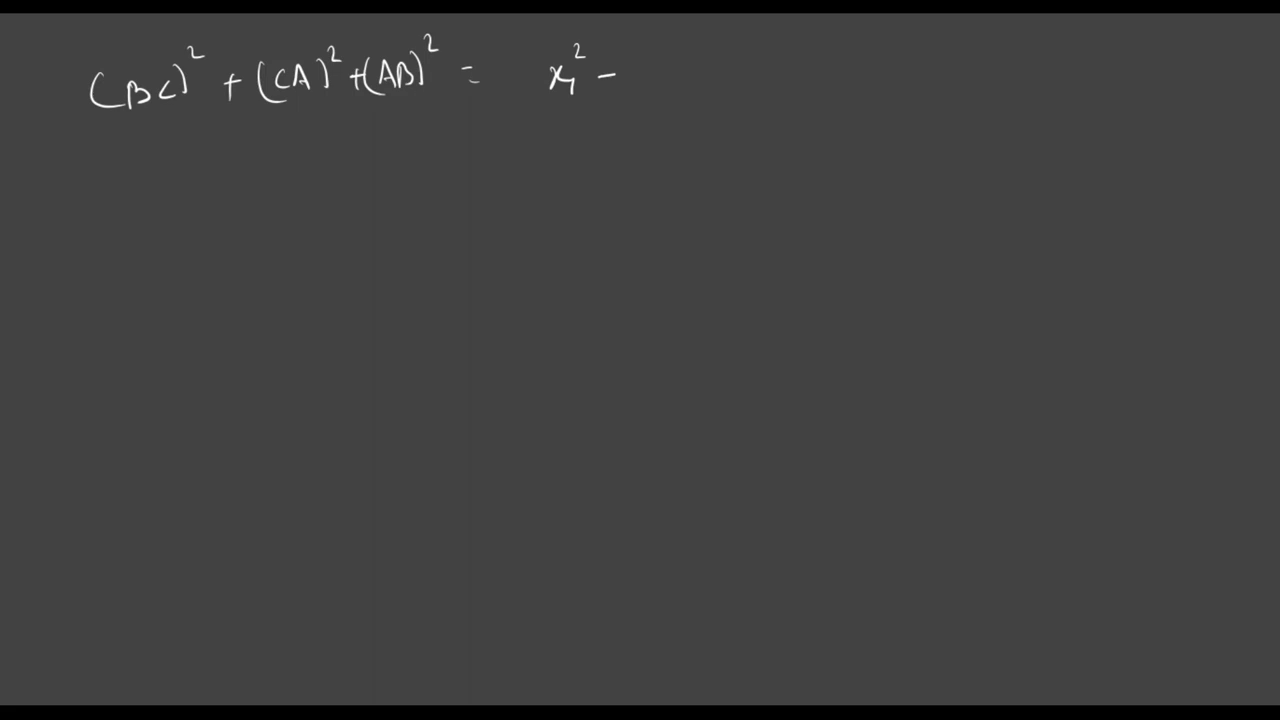 (BC)² + (CA)² + (AB)² = x₁² -